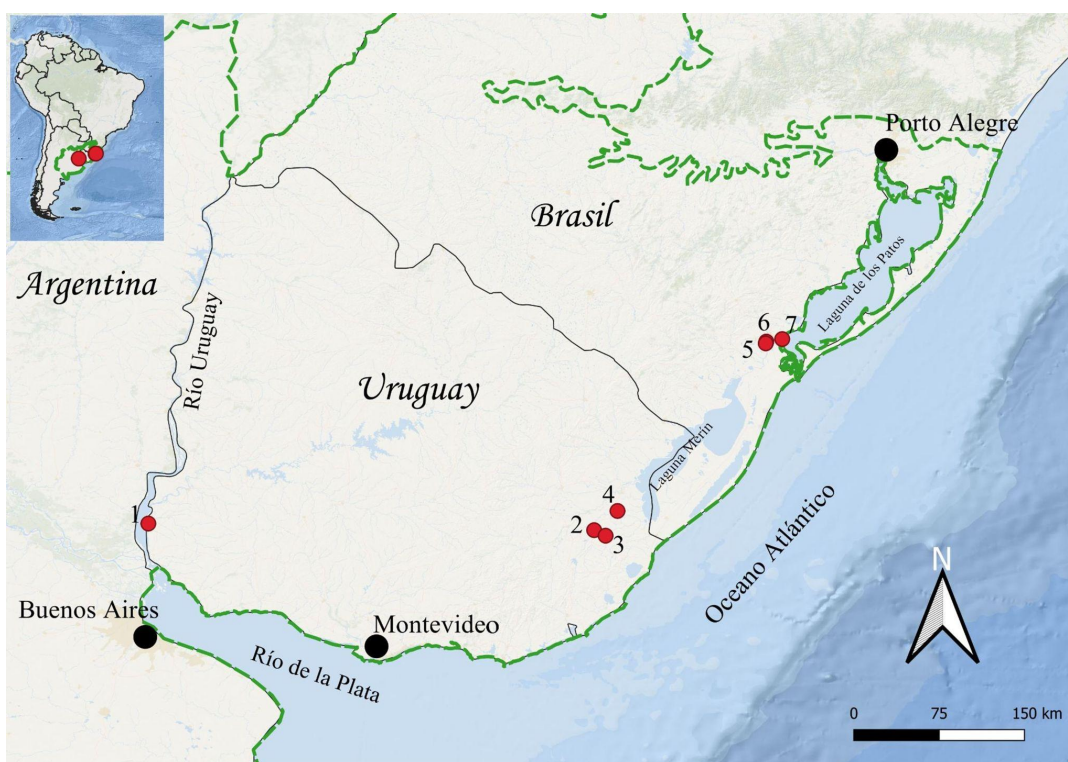 Porto Alegre
Brasil
Argentina
Laguna de los Patos
Río Uruguay
6
7
5
Uruguay
Laguna Merín
4
1
2
3
Oceano Atlántico
N
Buenos Aires
Montevideo
Río de la Plata
0 75 150 km